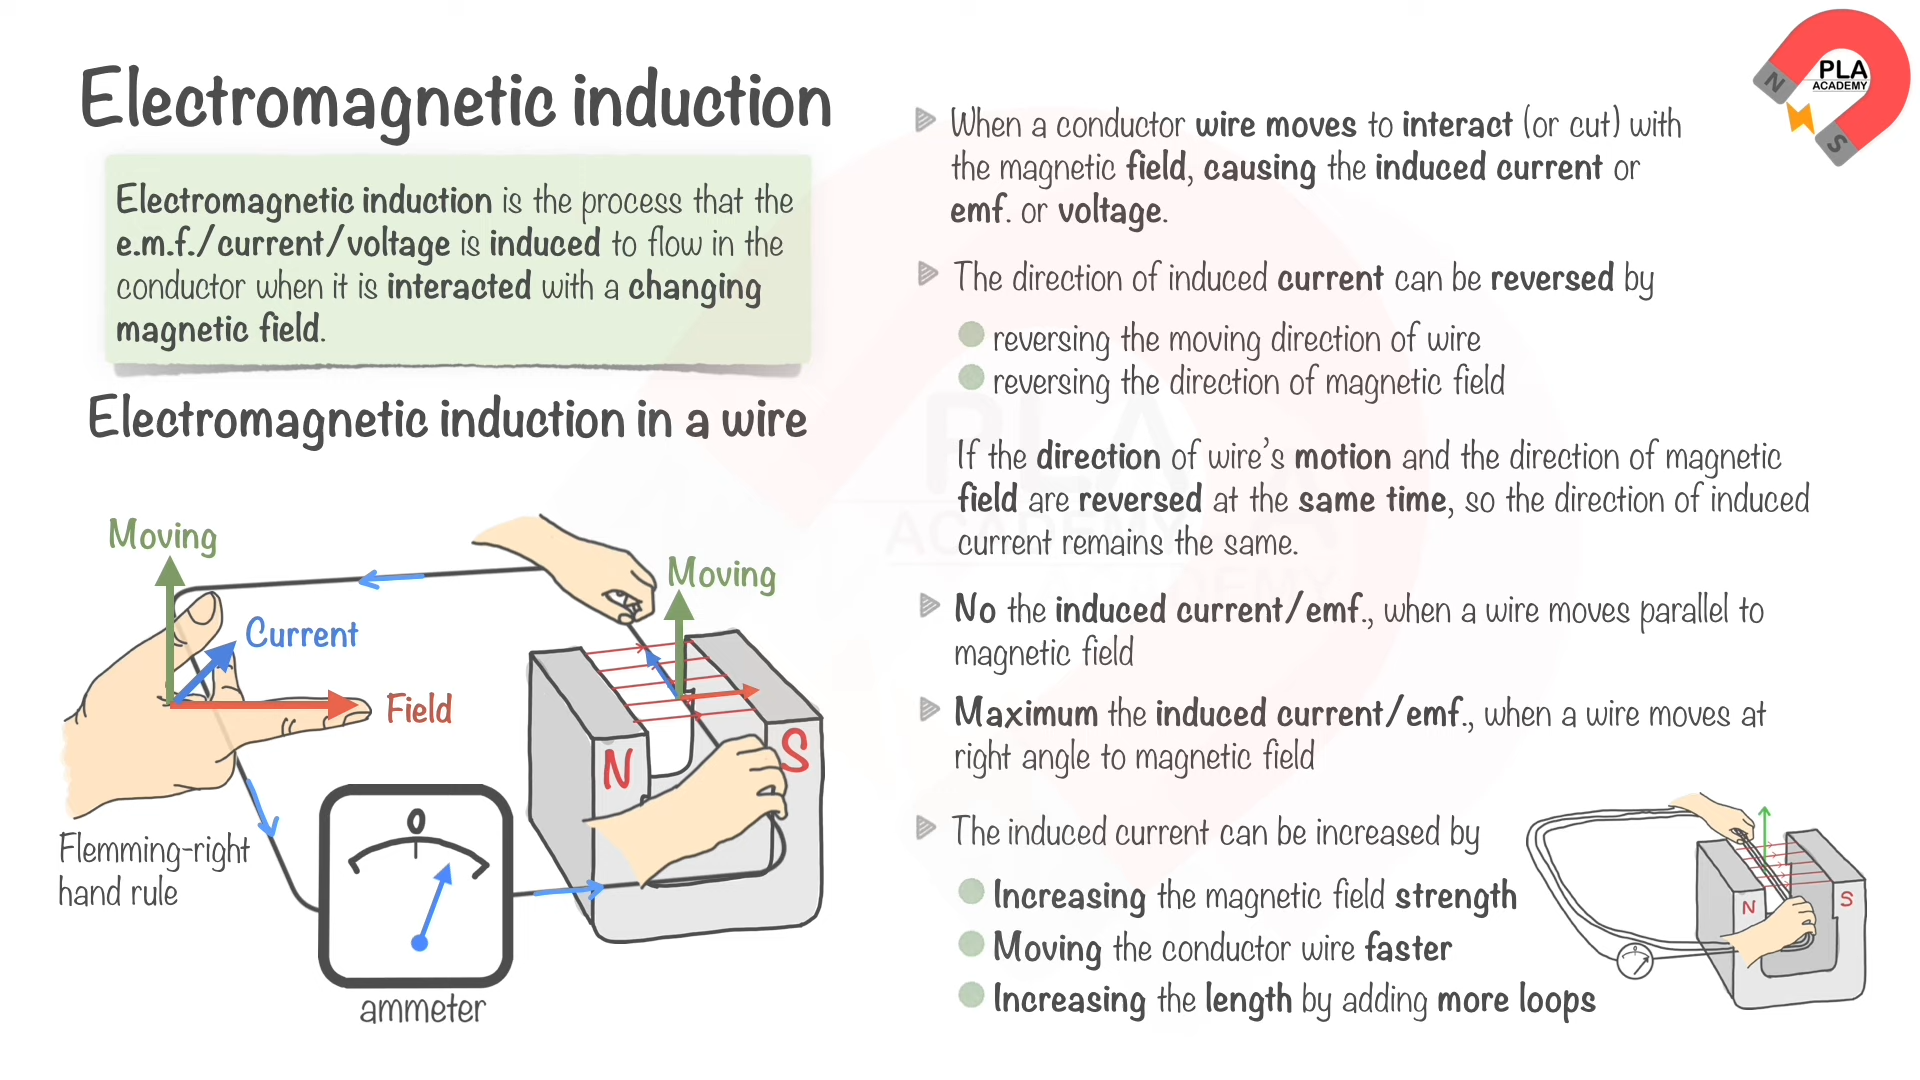 Electromagnetic induction
Electromagnetic induction is the process that the
e.m.f./current/voltage is induced to flow in the
conductor when it is interacted with a changing
magnetic field.
Electromagnetic induction in a wire
Moving
Current
Field
Moving
N
S
Flemming-right
hand rule
0
ammeter
N
PLA
ACADEMY
S
When a conductor wire moves to interact (or cut) with
the magnetic field, causing the induced current or
emf. or voltage.
The direction of induced current can be reversed by
reversing the moving direction of wire
reversing the direction of magnetic field
If the direction of wire's motion and the direction of magnetic
field are reversed at the same time, so the direction of induced
current remains the same.
No the induced current/emf., when a wire moves parallel to
magnetic field
Maximum the induced current/emf., when a wire moves at
right angle to magnetic field
The induced current can be increased by
Increasing the magnetic field strength
Moving the conductor wire faster
Increasing the length by adding more loops
N
S
0
PLA
ACADEMY